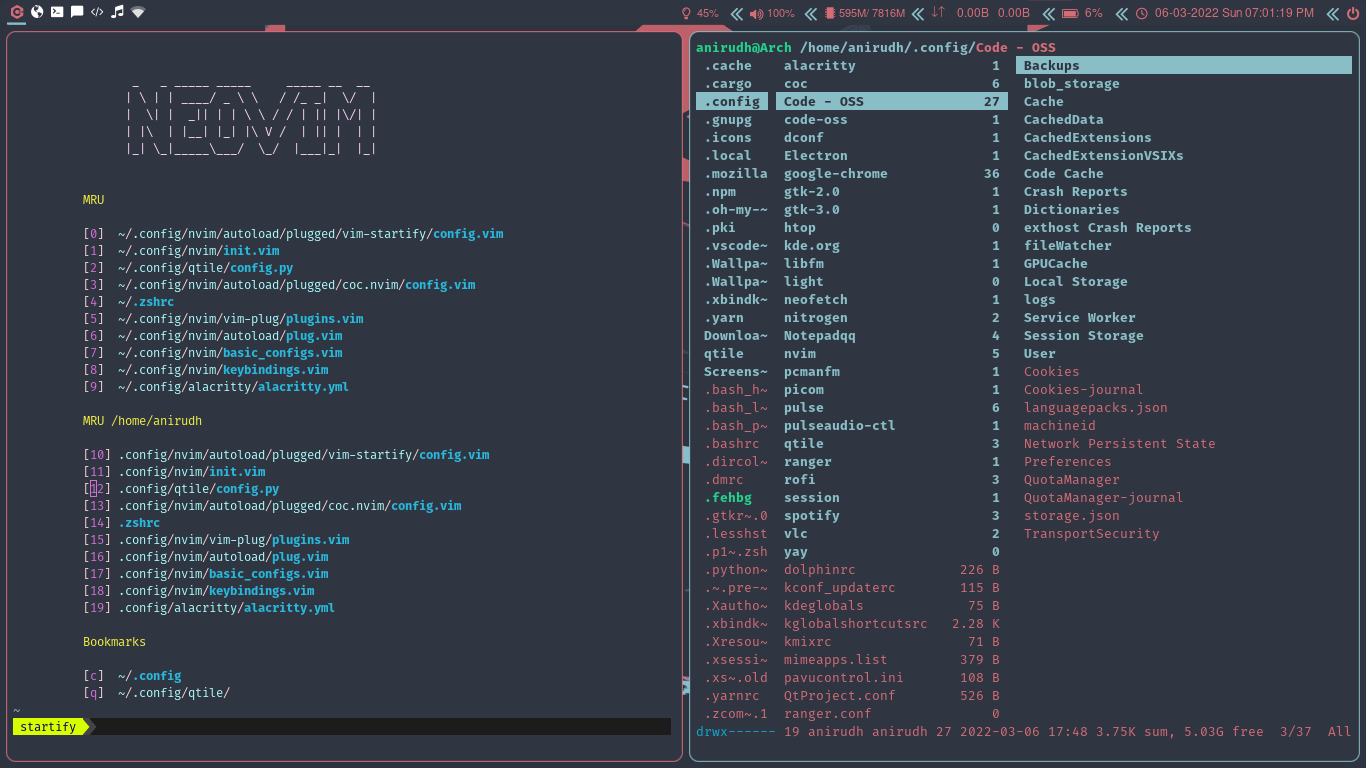 45% 100% 595M/ 7816M 0.00B 0.00B 6% 06-03-2022 Sun 07:01:19 PM
NEOVIM
MRU
[0] ~/.config/nvim/autoload/plugged/vim-startify/config.vim
[1] ~/.config/nvim/init.vim
[2] ~/.config/qtile/config.py
[3] ~/.config/nvim/autoload/plugged/coc.nvim/config.vim
[4] ~/.zshrc
[5] ~/.config/nvim/vim-plug/plugins.vim
[6] ~/.config/nvim/autoload/plug.vim
[7] ~/.config/nvim/basic_configs.vim
[8] ~/.config/nvim/keybindings.vim
[9] ~/.config/alacritty/alacritty.yml
MRU /home/anirudh
[10] .config/nvim/autoload/plugged/vim-startify/config.vim
[11] .config/nvim/init.vim
[12] .config/qtile/config.py
[13] .config/nvim/autoload/plugged/coc.nvim/config.vim
[14] .zshrc
[15] .config/nvim/vim-plug/plugins.vim
[16] .config/nvim/autoload/plug.vim
[17] .config/nvim/basic_configs.vim
[18] .config/nvim/keybindings.vim
[19] .config/alacritty/alacritty.yml
Bookmarks
[c] ~/.config
[q] ~/.config/qtile/
~
startify
anirudh@Arch /home/anirudh/.config/Code - OSS
.cache alacritty 1 Backups
.cargo coc 6 blob_storage
.config Code - OSS 27 Cache
.gnupg code-oss 1 CachedData
.icons dconf 1 CachedExtensions
.local Electron 1 CachedExtensionVSIXs
.mozilla google-chrome 36 Code Cache
.npm gtk-2.0 1 Crash Reports
.oh-my-~ gtk-3.0 1 Dictionaries
.pki htop 0 exthost Crash Reports
.vscode~ kde.org 1 fileWatcher
.Wallpa~ libfm 1 GPUCache
.Wallpa~ light 0 Local Storage
.xbindk~ neofetch 1 logs
.yarn nitrogen 2 Service Worker
Downloa~ Notepadqq 4 Session Storage
qtile nvim 5 User
Screens~ pcmanfm 1 Cookies
.bash_h~ picom 1 Cookies-journal
.bash_l~ pulse 6 languagepacks.json
.bash_p~ pulseaudio-ctl 1 machineid
.bashrc qtile 3 Network Persistent State
.dircol~ ranger 1 Preferences
.dmrc rofi 3 QuotaManager
.fehbg session 1 QuotaManager-journal
.gtkr~.0 spotify 3 storage.json
.lesshst vlc 2 TransportSecurity
.p1~.zsh yay 0
.python~ dolphinrc 226 B
.~.pre-~ kconf_updaterc 115 B
.Xautho~ kdeglobals 75 B
.xbindk~ kglobalshortcutsrc 2.28 K
.Xresou~ kmixrc 71 B
.xsessi~ mimeapps.list 379 B
.xs~.old pavucontrol.ini 108 B
.yarnrc QtProject.conf 526 B
.zcom~.1 ranger.conf 0
drwx------ 19 anirudh anirudh 27 2022-03-06 17:48 3.75K sum, 5.03G free 3/37 All